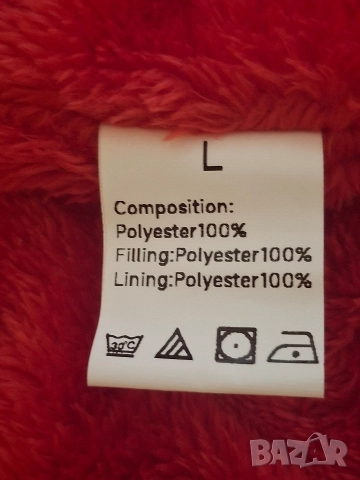 L
Composition:
Polyester100%
Filling:Polyester100%
Lining:Polyester100%
30°C
BAZAR